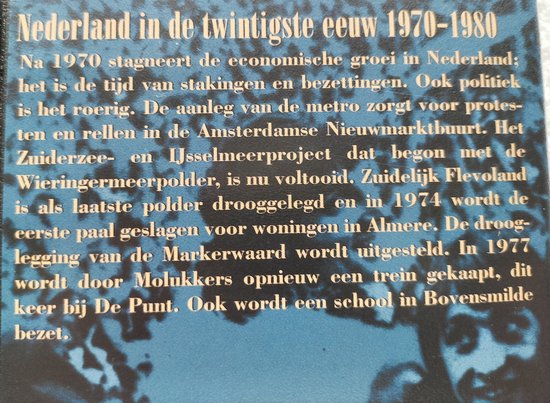 Nederland in de twintigste eeuw 1970-1980
Na 1970 stagneert de economische groei in Nederland;
het is de tijd van stakingen en bezettingen. Ook politiek
is het roerig. De aanleg van de metro zorgt voor protes-
ten en rellen in de Amsterdamse Nieuwmarktbuurt. Het
Zuiderzee- en IJsselmeerproject dat begon met de
Wieringermeerpolder, is nu voltooid. Zuidelijk Flevoland
is als laatste polder drooggelegd en in 1974 wordt de
eerste paal geslagen voor woningen in Almere. De droog-
legging van de Markerwaard wordt uitgesteld. In 1977
wordt door Molukkers opnieuw een trein gekaapt, dit
keer bij De Punt. Ook wordt een school in Bovensmilde
bezet.